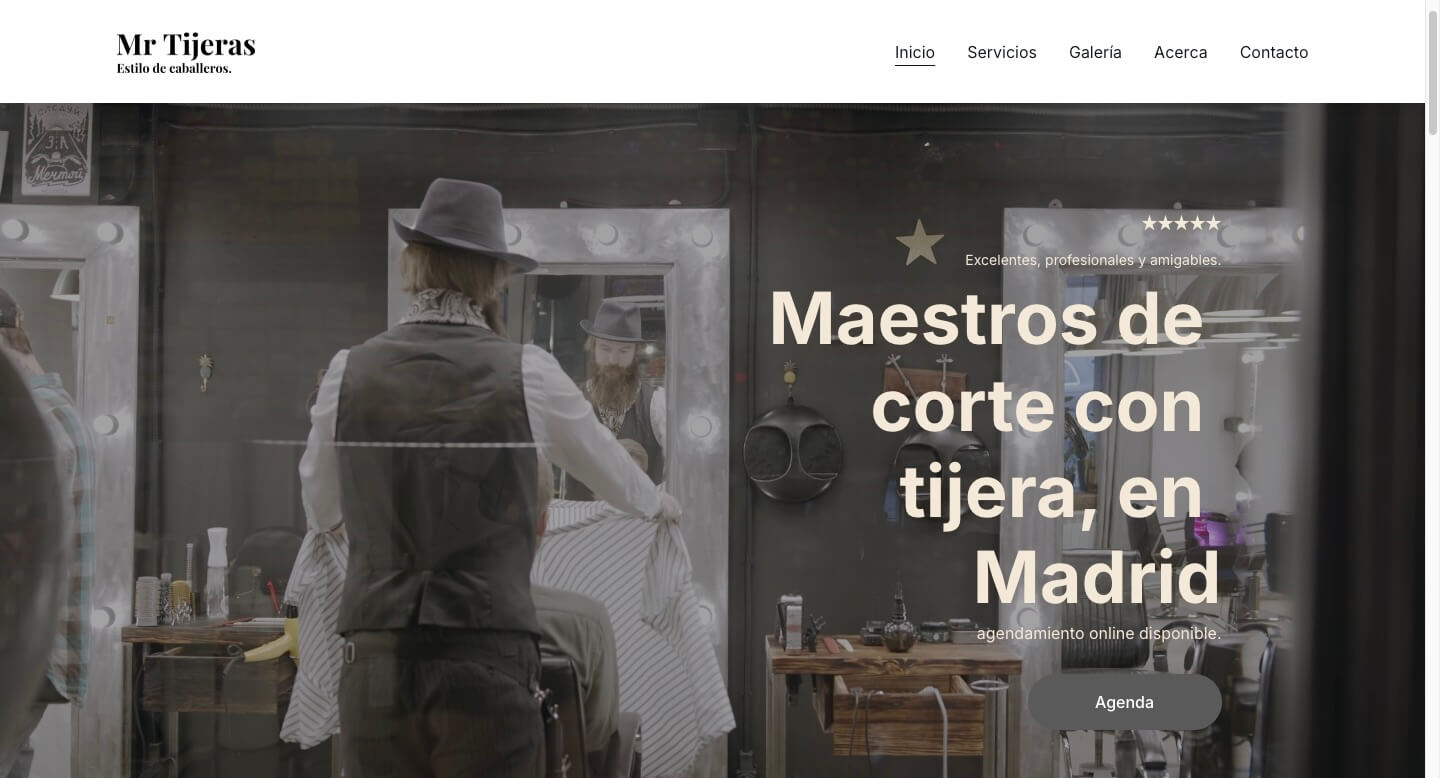 Mr Tijeras
Estilo de caballeros.
Inicio
Servicios
Galería
Acerca
Contacto
★★★★★
Excelentes, profesionales y amigables.
Maestros de
corte con
tijera, en
Madrid
agendamiento online disponible.
Agenda